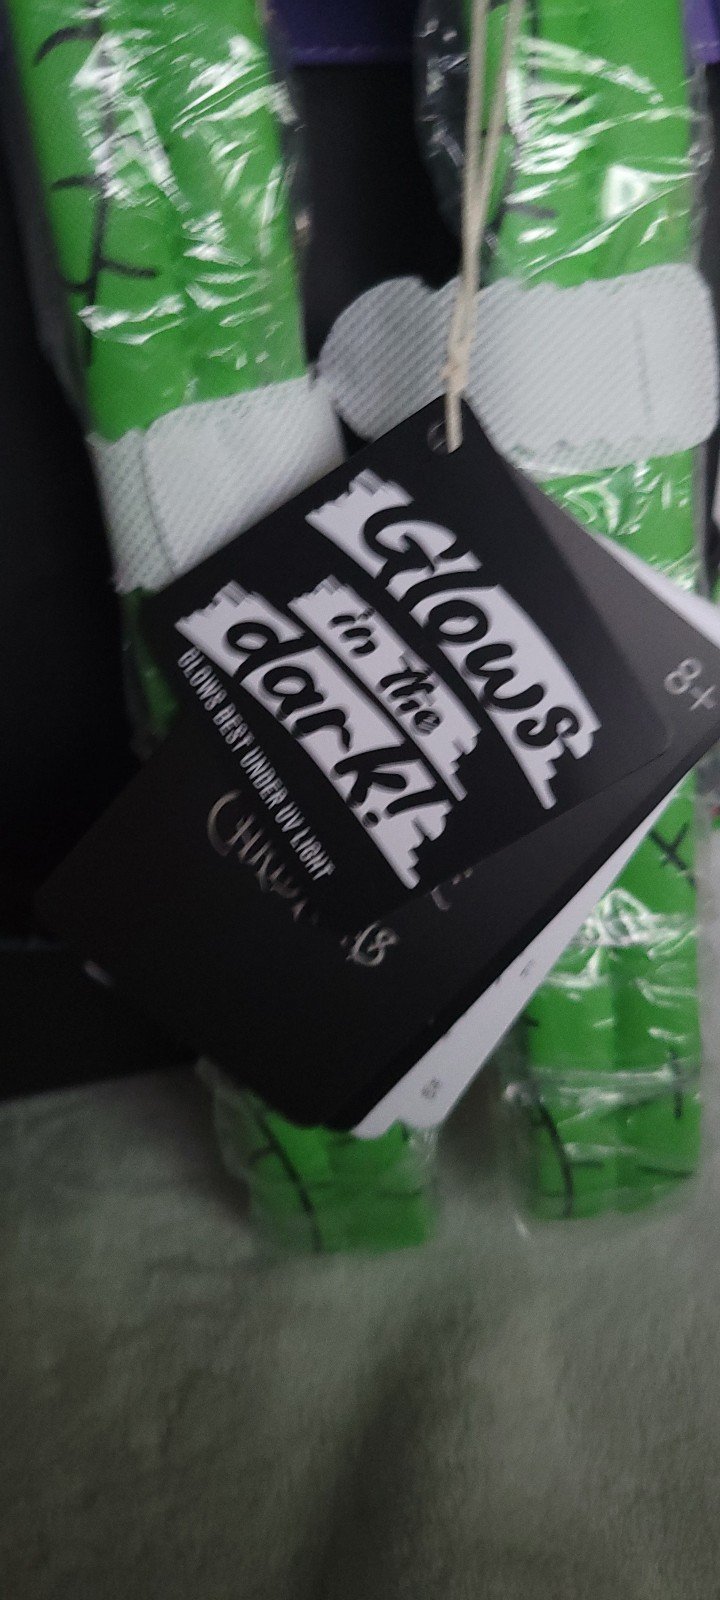 Glows
in the
dark!
GLOWS BEST UNDER UV LIGHT
8+